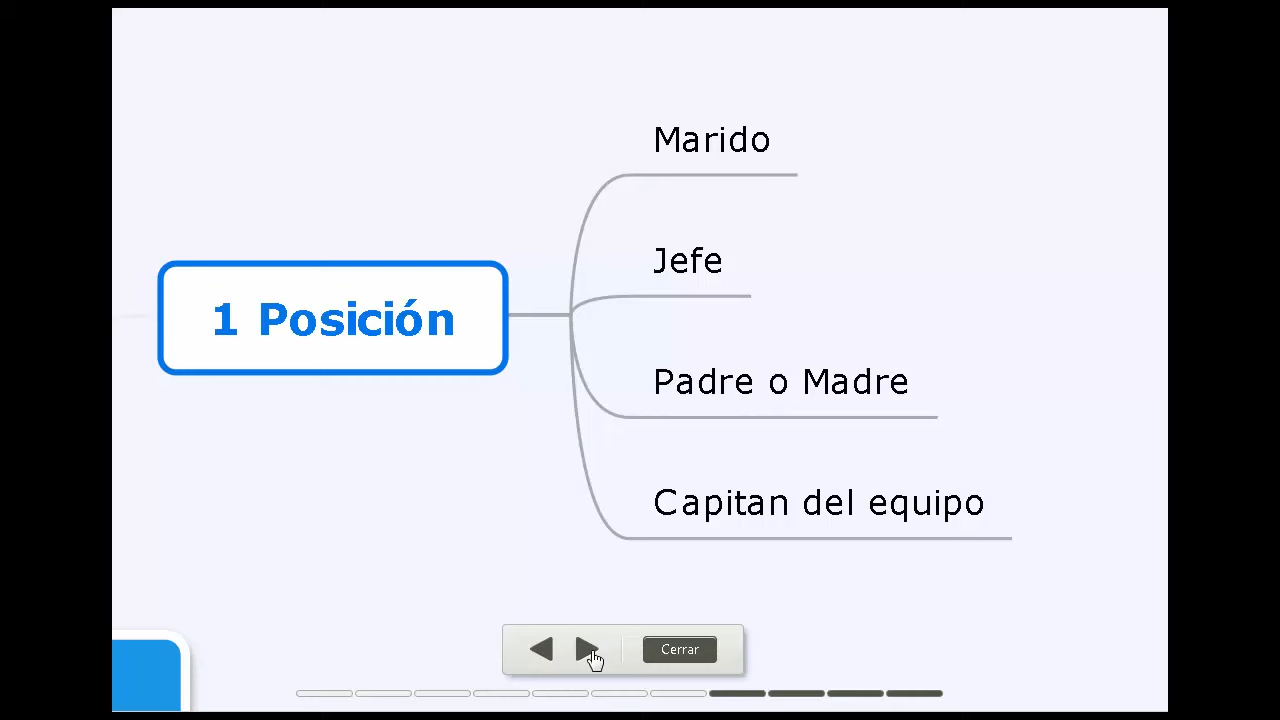 Marido
Jefe
1 Posición
Padre o Madre
Capitan del equipo
Cerrar